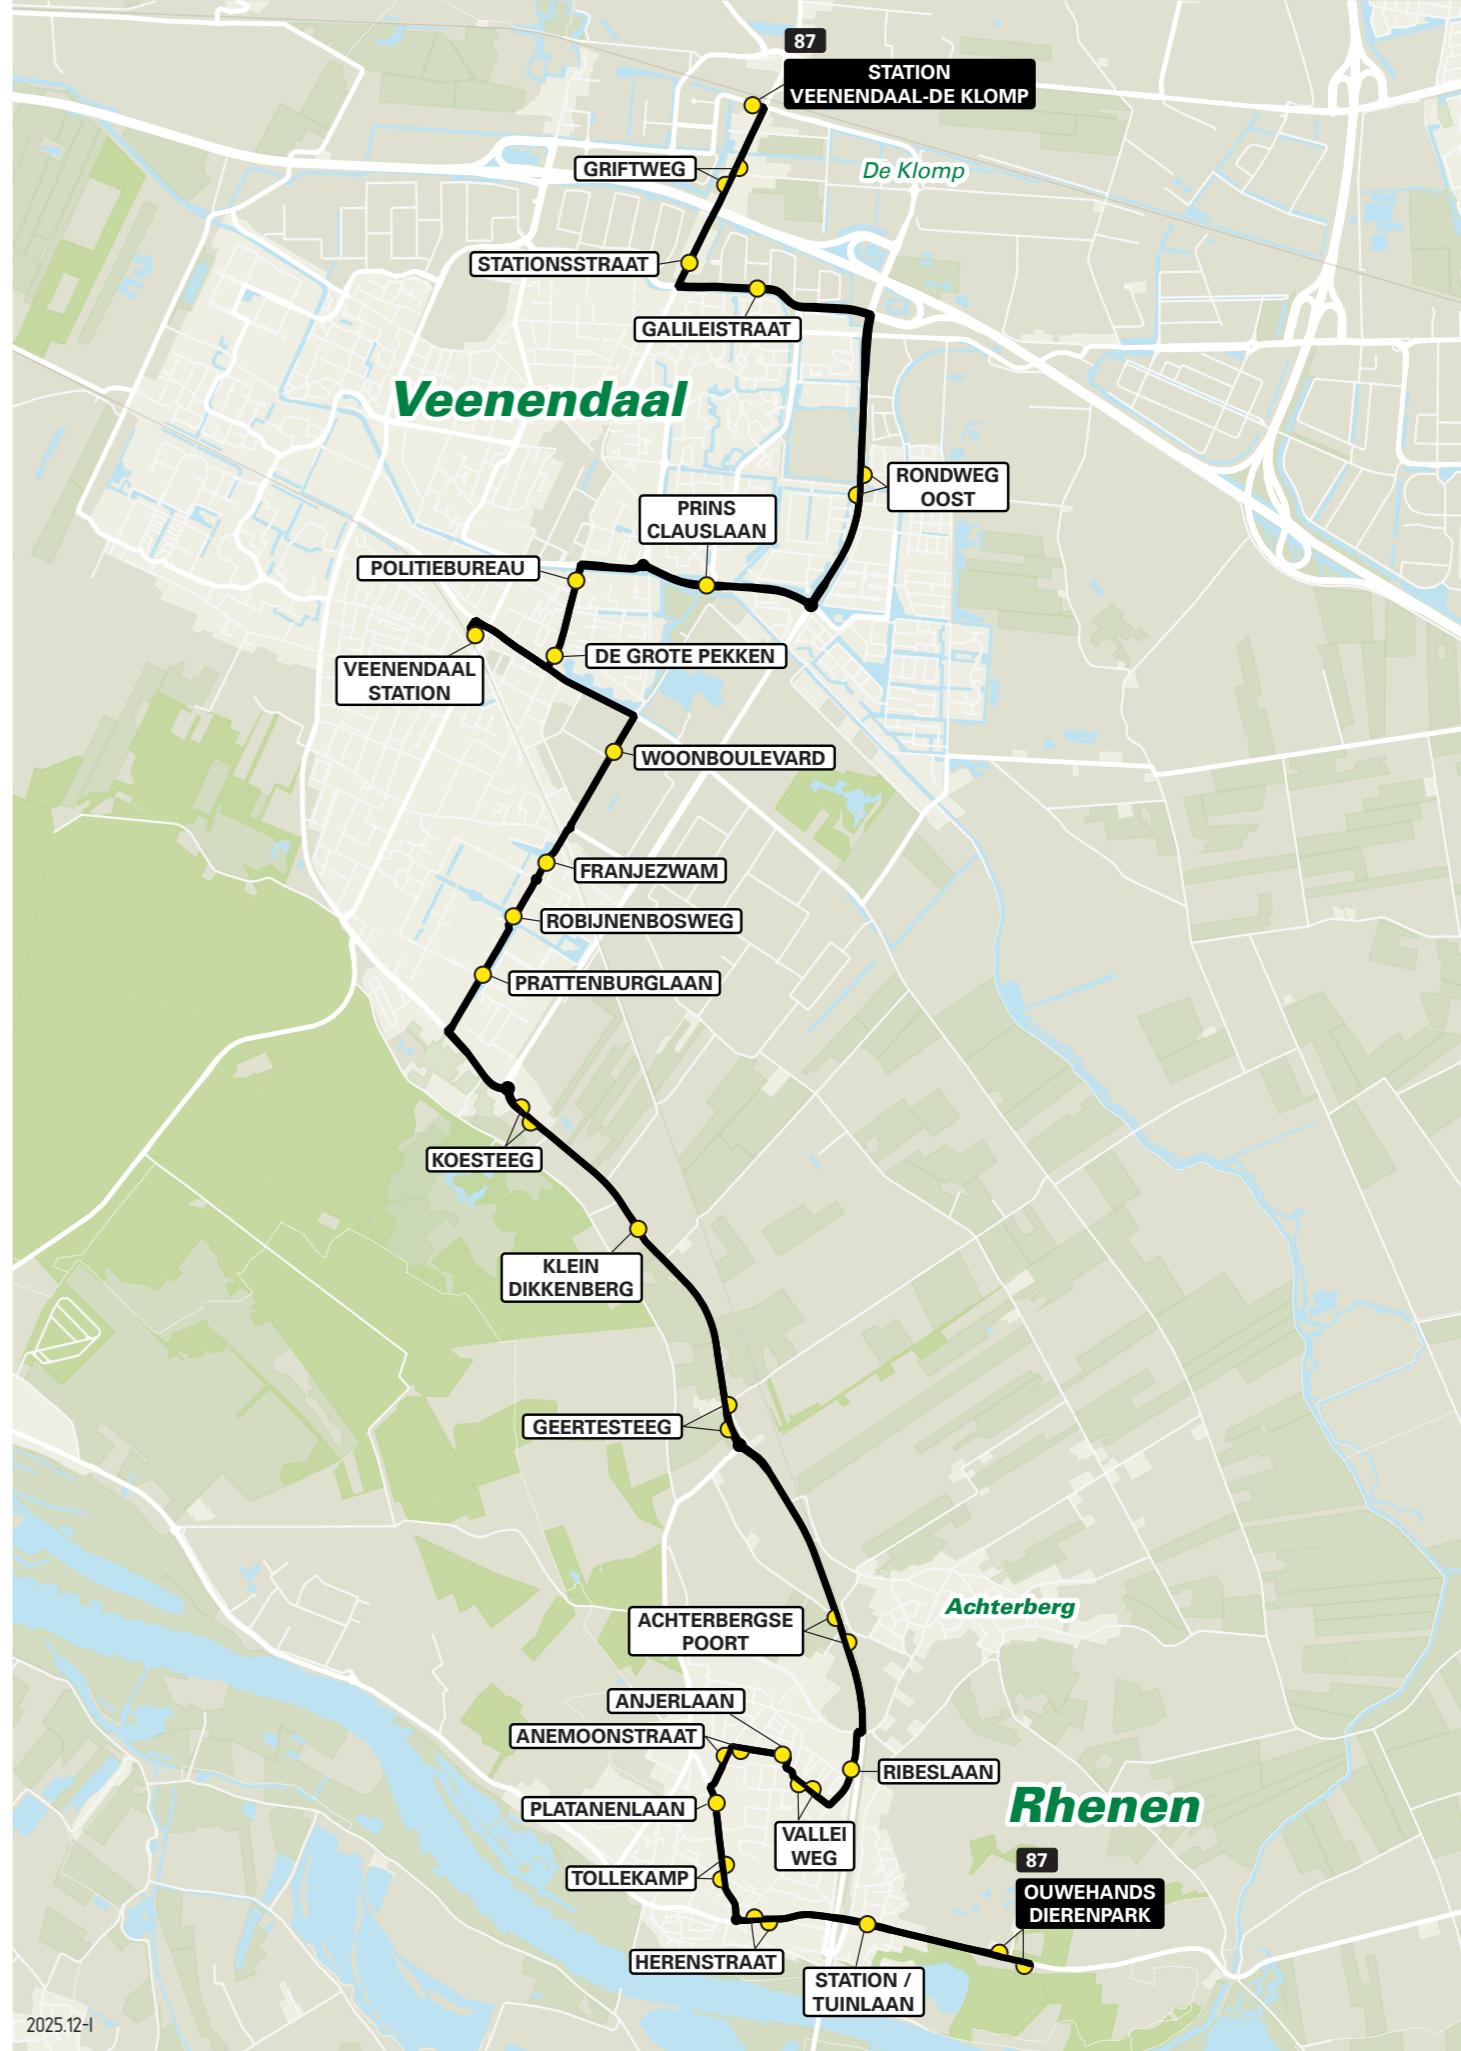 87
STATION
VEENENDAAL-DE KLOMP
GRIFTWEG
De Klomp
STATIONSSTRAAT
GALILEISTRAAT
Veenendaal
RONDWEG
OOST
PRINS
CLAUSLAAN
POLITIEBUREAU
DE GROTE PEKKEN
VEENENDAAL
STATION
WOONBOULEVARD
FRANJEZWAM
ROBIJNENBOSWEG
PRATTENBURGLAAN
KOESTEEG
KLEIN
DIKKENBERG
GEERTESTEEG
Achterberg
ACHTERBERGSE
POORT
ANJERLAAN
ANEMOONSTRAAT
RIBESLAAN
Rhenen
PLATANENLAAN
VALLEI
WEG
87
TOLLEKAMP
OUWEHANDS
DIERENPARK
HERENSTRAAT
STATION /
TUINLAAN
2025.12-I